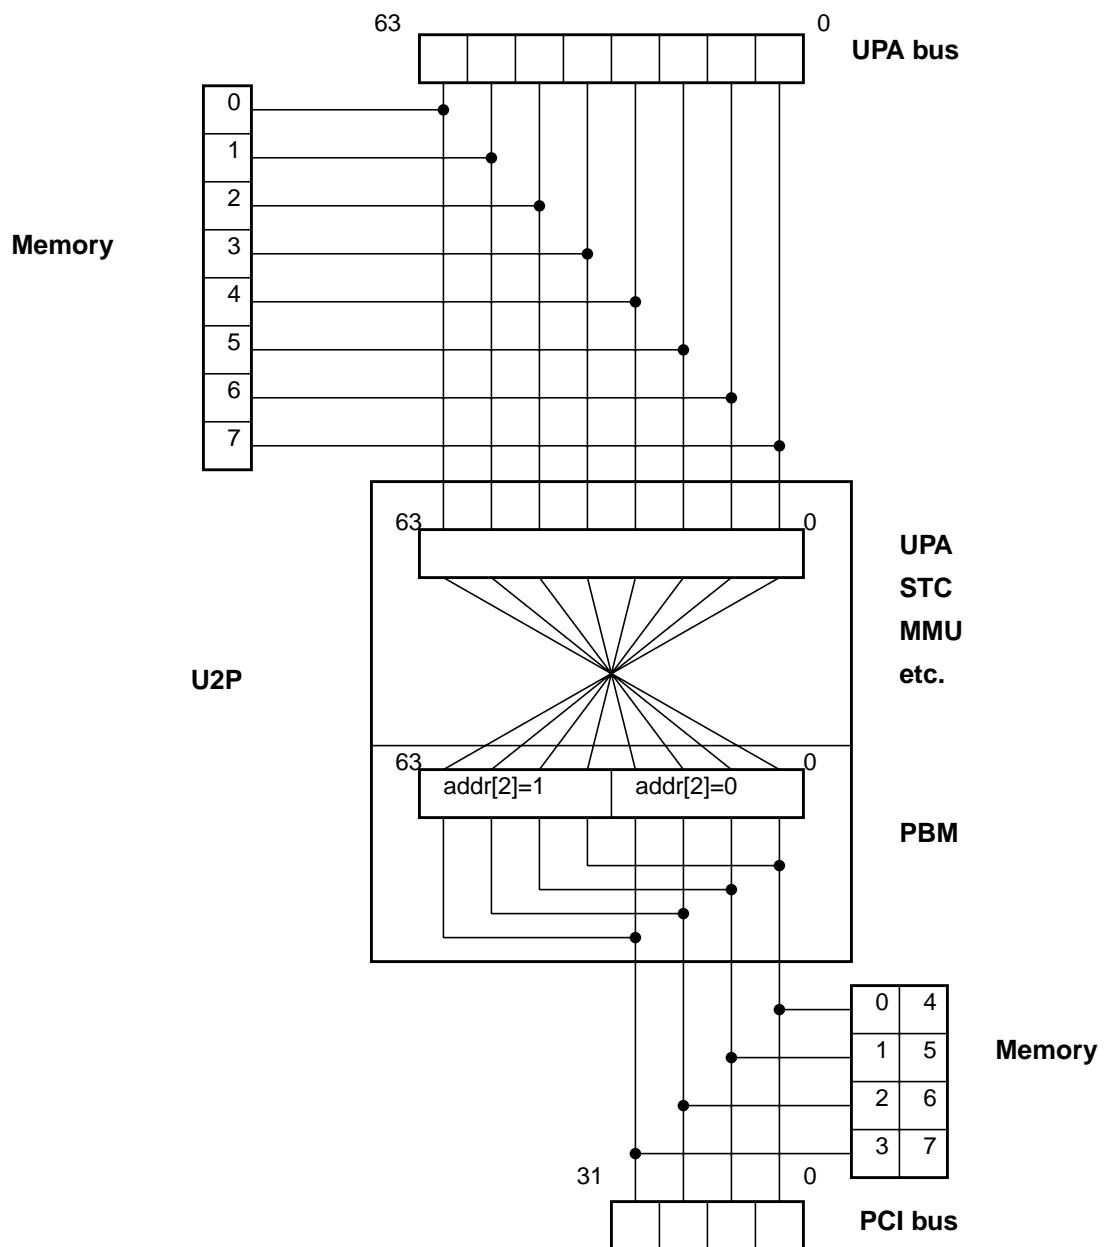 63
0
UPA bus
0
1
2
3
4
5
6
7
Memory
63
0
UPA
STC
MMU
etc.
U2P
63
0
addr[2]=1
addr[2]=0
PBM
0 4
1 5
2 6
3 7
Memory
31
0
PCI bus